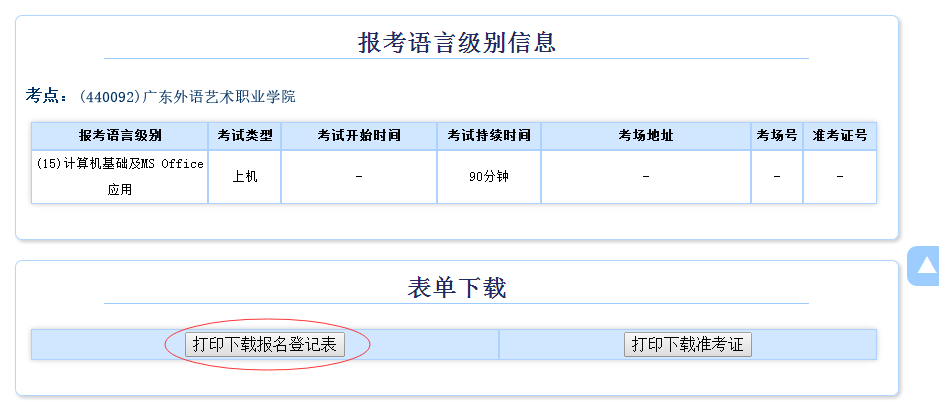 报考语言级别信息
考点：(440092)广东外语艺术职业学院
报考语言级别 考试类型 考试开始时间 考试持续时间 考场地址 考场号 准考证号
(15)计算机基础及MS Office
应用 上机 - 90分钟 - - -
表单下载
打印下载报名登记表 打印下载准考证